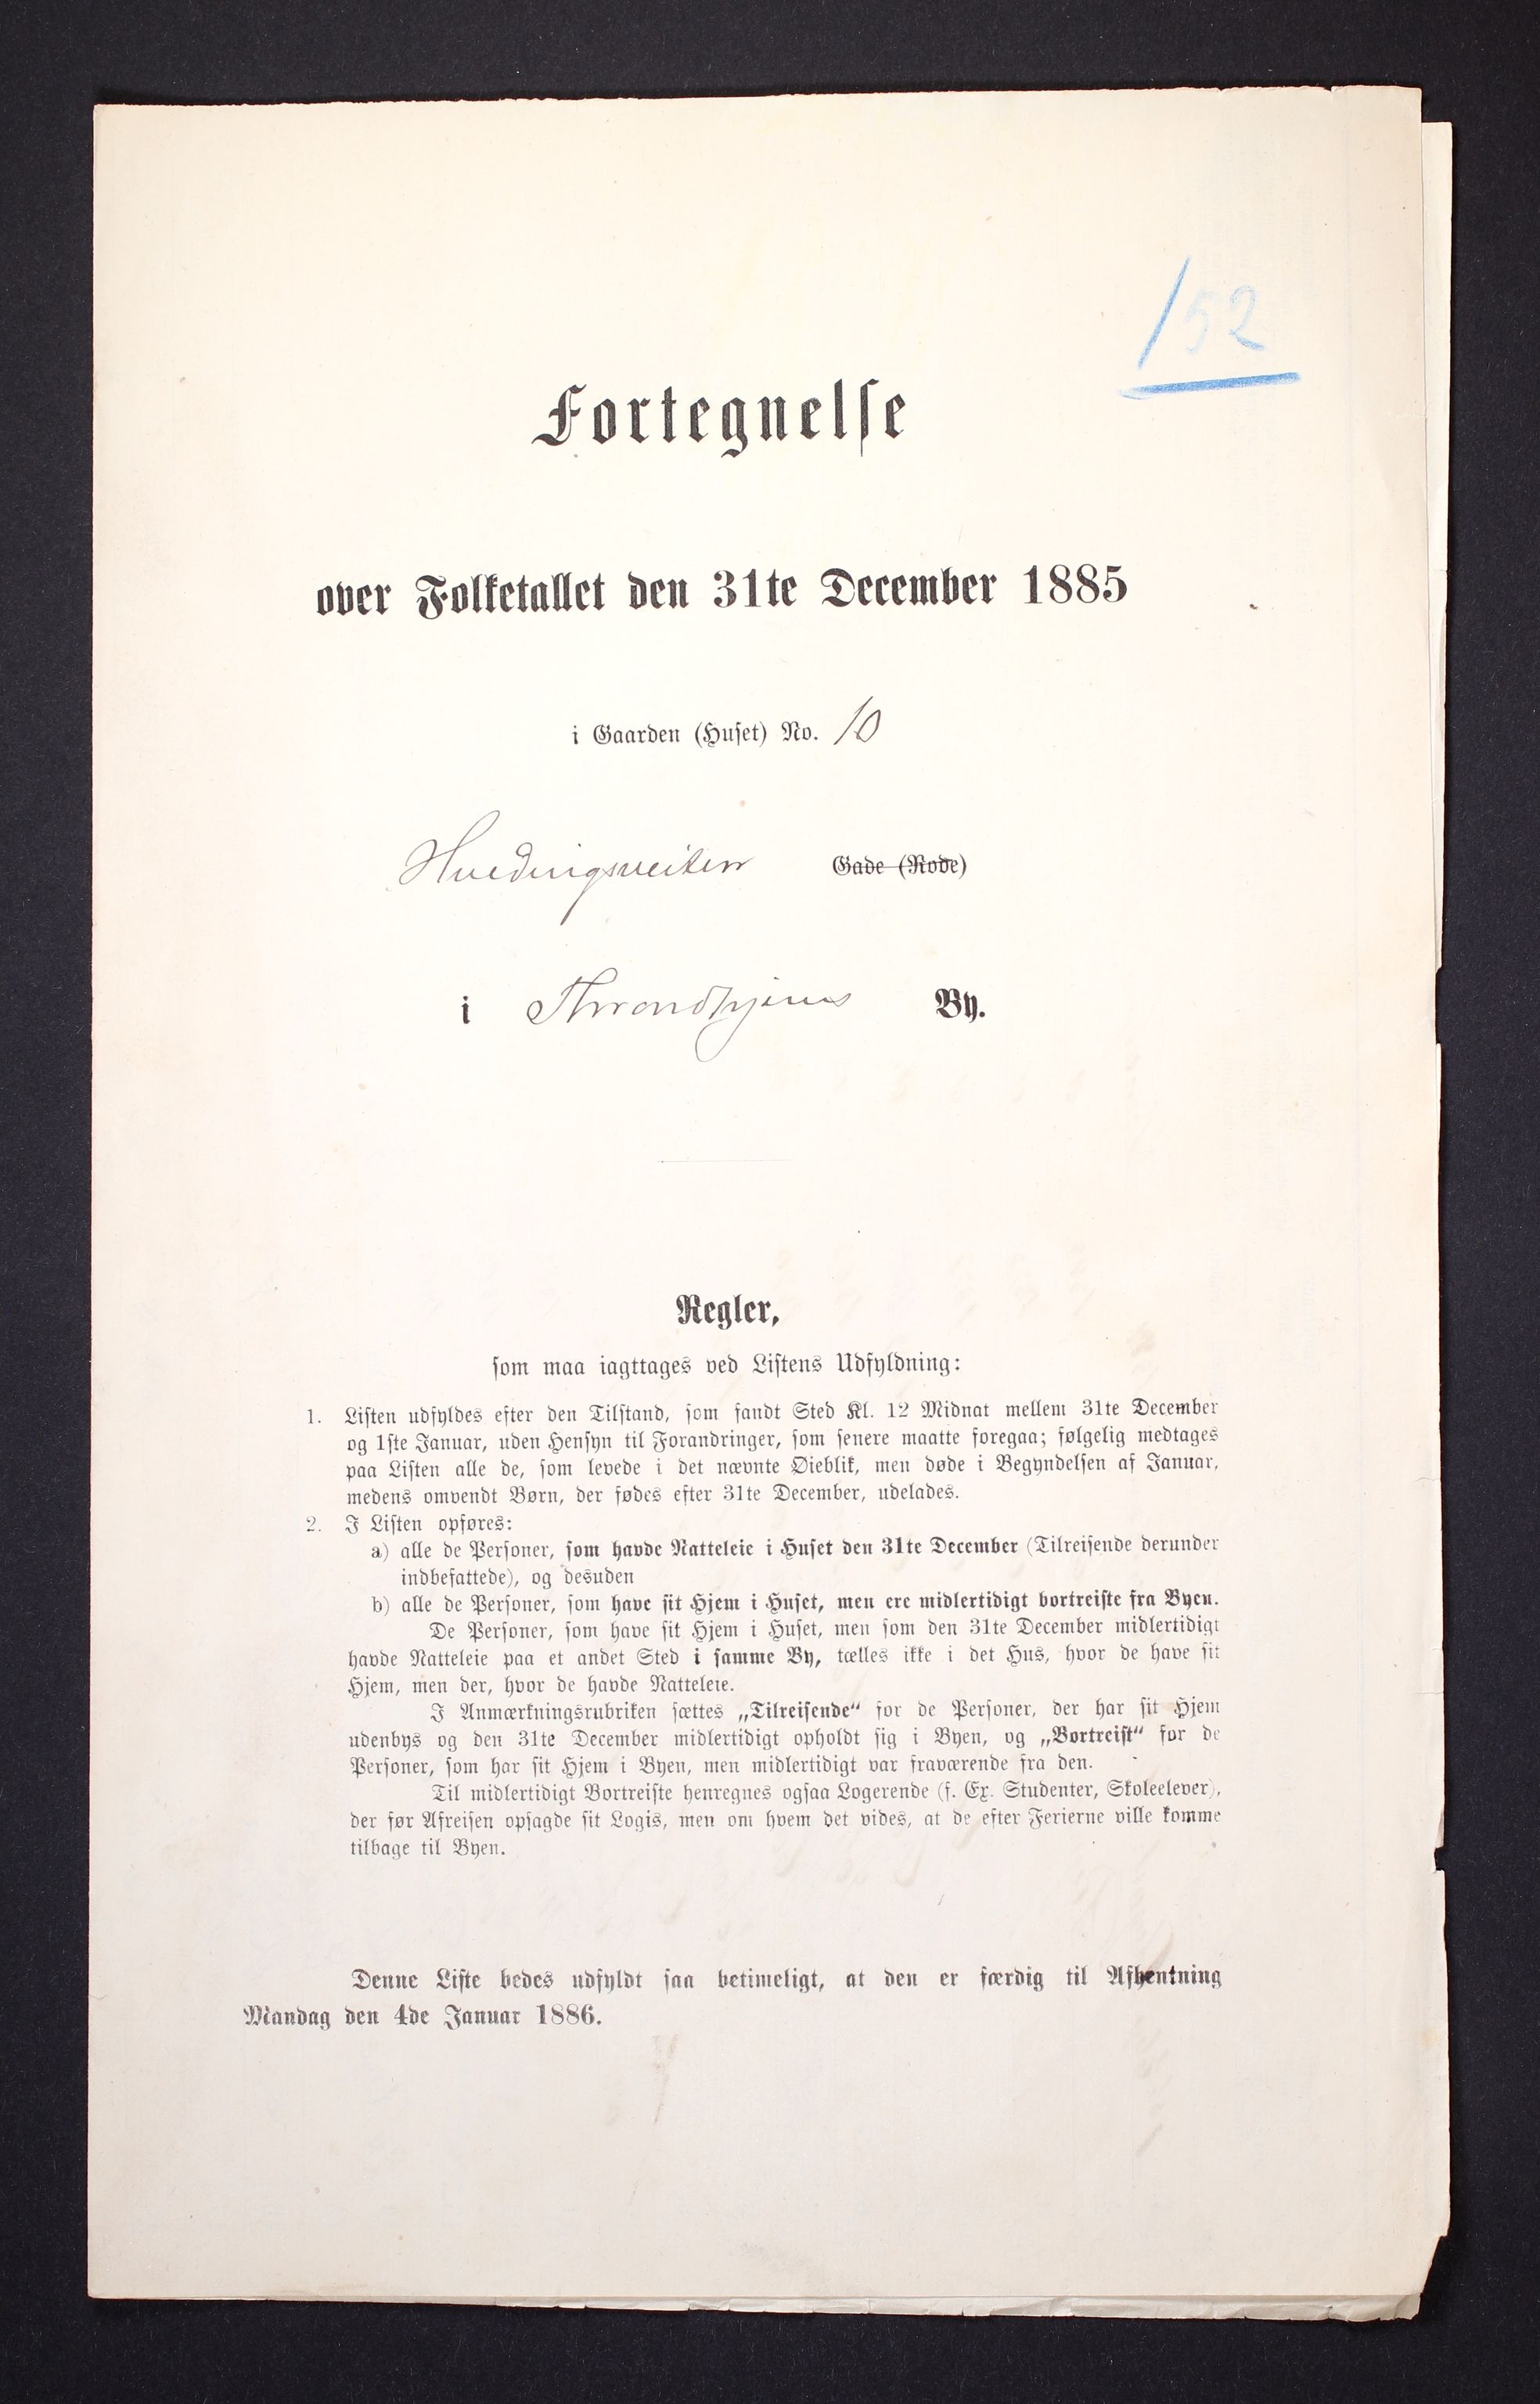 152
Fortegnelse
over Folketallet den 31te December 1885
i Gaarden (Huset) No. 10
Hvedingsveiten Gade (Rode)
i Throndhjems By.
Regler,
som maa iagttages ved Listens Udfyldning:
1. Listen udfyldes efter den Tilstand, som fandt Sted Kl. 12 Midnat mellem 31te December
og 1ste Januar, uden Hensyn til Forandringer, som senere maatte foregaa; følgelig medtages
paa Listen alle de, som levede i det nævnte Øieblik, men døde i Begyndelsen af Januar,
medens omvendt Børn, der fødes efter 31te December, udelades.
2. I Listen opføres:
a) alle de Personer, som havde Natteleie i Huset den 31te December (Tilreisende derunder
indbefattede), og desuden
b) alle de Personer, som have sit Hjem i Huset, men ere midlertidigt bortreiste fra Byen.
De Personer, som have sit Hjem i Huset, men som den 31te December midlertidigt
havde Natteleie paa et andet Sted i samme By, tælles ikke i det Hus, hvor de have sit
Hjem, men der, hvor de havde Natteleie.
I Anmærkningsrubriken sættes „Tilreisende“ for de Personer, der har sit Hjem
udenbys og den 31te December midlertidigt opholdt sig i Byen, og „Bortreist“ for de
Personer, som har sit Hjem i Byen, men midlertidigt var fraværende fra den.
Til midlertidigt Bortreiste henregnes ogsaa Logerende (f. Ex. Studenter, Skoleelever),
der før Afreisen opsagde sit Logis, men om hvem det vides, at de efter Ferierne ville komme
tilbage til Byen.
Denne Liste bedes udfyldt saa betimeligt, at den er færdig til Afhentning
Mandag den 4de Januar 1886.